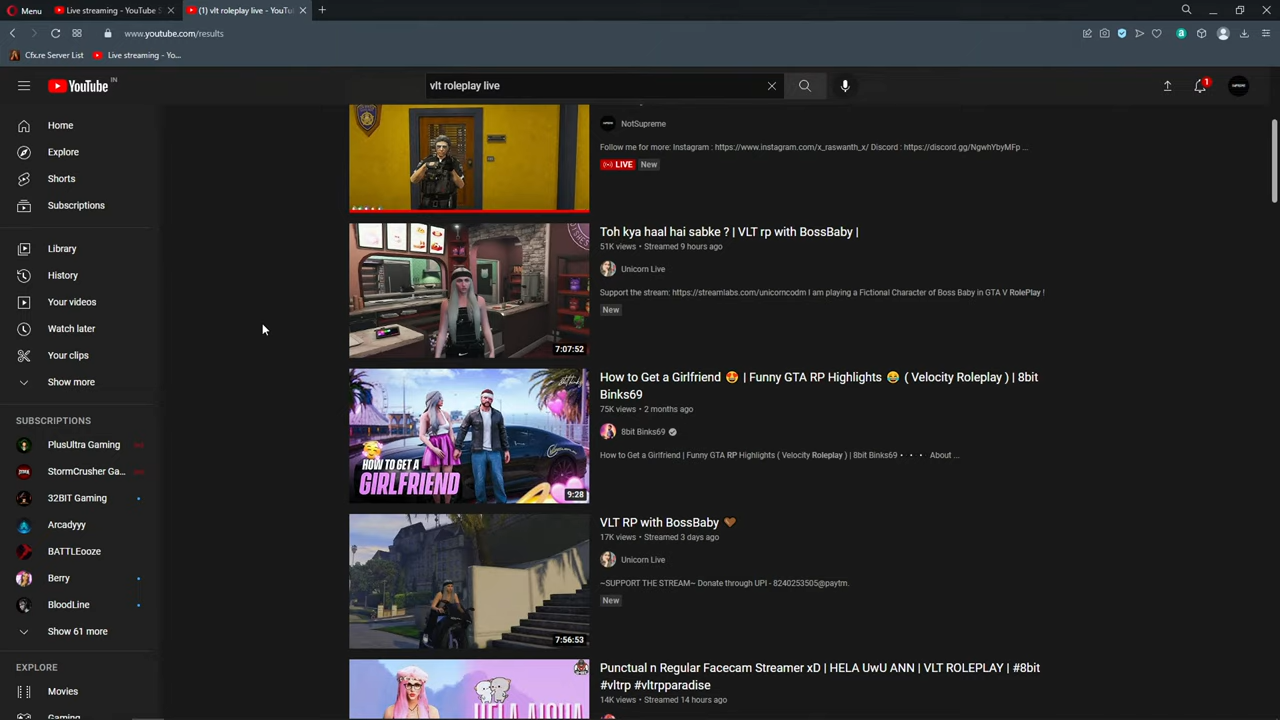 Menu
Live streaming - YouTube S
(1) vlt roleplay live - YouTu
www.youtube.com/results
Cfx.re Server List
Live streaming - Yo...
YouTube IN
vlt roleplay live
1
Home
Explore
Shorts
Subscriptions
Library
History
Your videos
Watch later
Your clips
Show more
SUBSCRIPTIONS
PlusUltra Gaming
StormCrusher Ga...
32BIT Gaming
Arcadyyy
BATTLEooze
Berry
BloodLine
Show 61 more
EXPLORE
Movies
Gaming
NotSupreme
Follow me for more: Instagram : https://www.instagram.com/x_raswanth_x/ Discord : https://discord.gg/NgwhYbyMFp ...
LIVE
New
Toh kya haal hai sabke ? | VLT rp with BossBaby |
51K views • Streamed 9 hours ago
Unicorn Live
Support the stream: https://streamlabs.com/unicorncodm I am playing a Fictional Character of Boss Baby in GTA V RolePlay !
New
7:07:52
How to Get a Girlfriend 😍 | Funny GTA RP Highlights 😂 ( Velocity Roleplay ) | 8bit
Binks69
75K views • 2 months ago
8bit Binks69
How to Get a Girlfriend | Funny GTA RP Highlights ( Velocity Roleplay ) | 8bit Binks69・・・ About ...
HOW TO GET A
GIRLFRIEND
9:28
VLT RP with BossBaby 🤎
17K views • Streamed 3 days ago
Unicorn Live
~SUPPORT THE STREAM~ Donate through UPI - 8240253505@paytm.
New
7:56:53
Punctual n Regular Facecam Streamer xD | HELA UwU ANN | VLT ROLEPLAY | #8bit
#vltrp #vltrpparadise
14K views • Streamed 14 hours ago